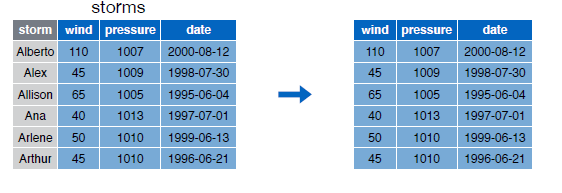 storms
storm wind pressure date wind pressure date
Alberto 110 1007 2000-08-12 110 1007 2000-08-12
Alex 45 1009 1998-07-30 45 1009 1998-07-30
Allison 65 1005 1995-06-04 65 1005 1995-06-04
Ana 40 1013 1997-07-01 40 1013 1997-07-01
Arlene 50 1010 1999-06-13 50 1010 1999-06-13
Arthur 45 1010 1996-06-21 45 1010 1996-06-21